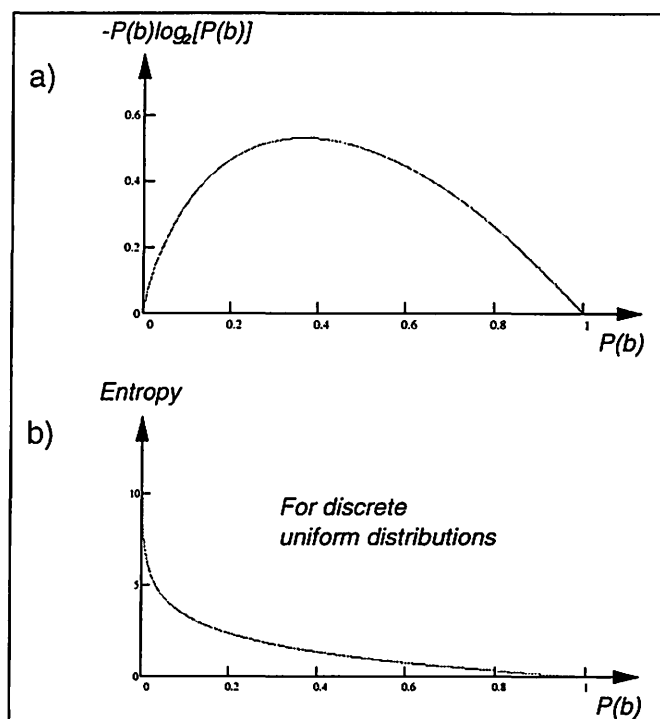 -P(b)log₂[P(b)]
a)
0.6
0.4
0.2
0
0 0.2 0.4 0.6 0.8 1
P(b)
Entropy
b)
10
For discrete
uniform distributions
5
0
0 0.2 0.4 0.6 0.8 1
P(b)